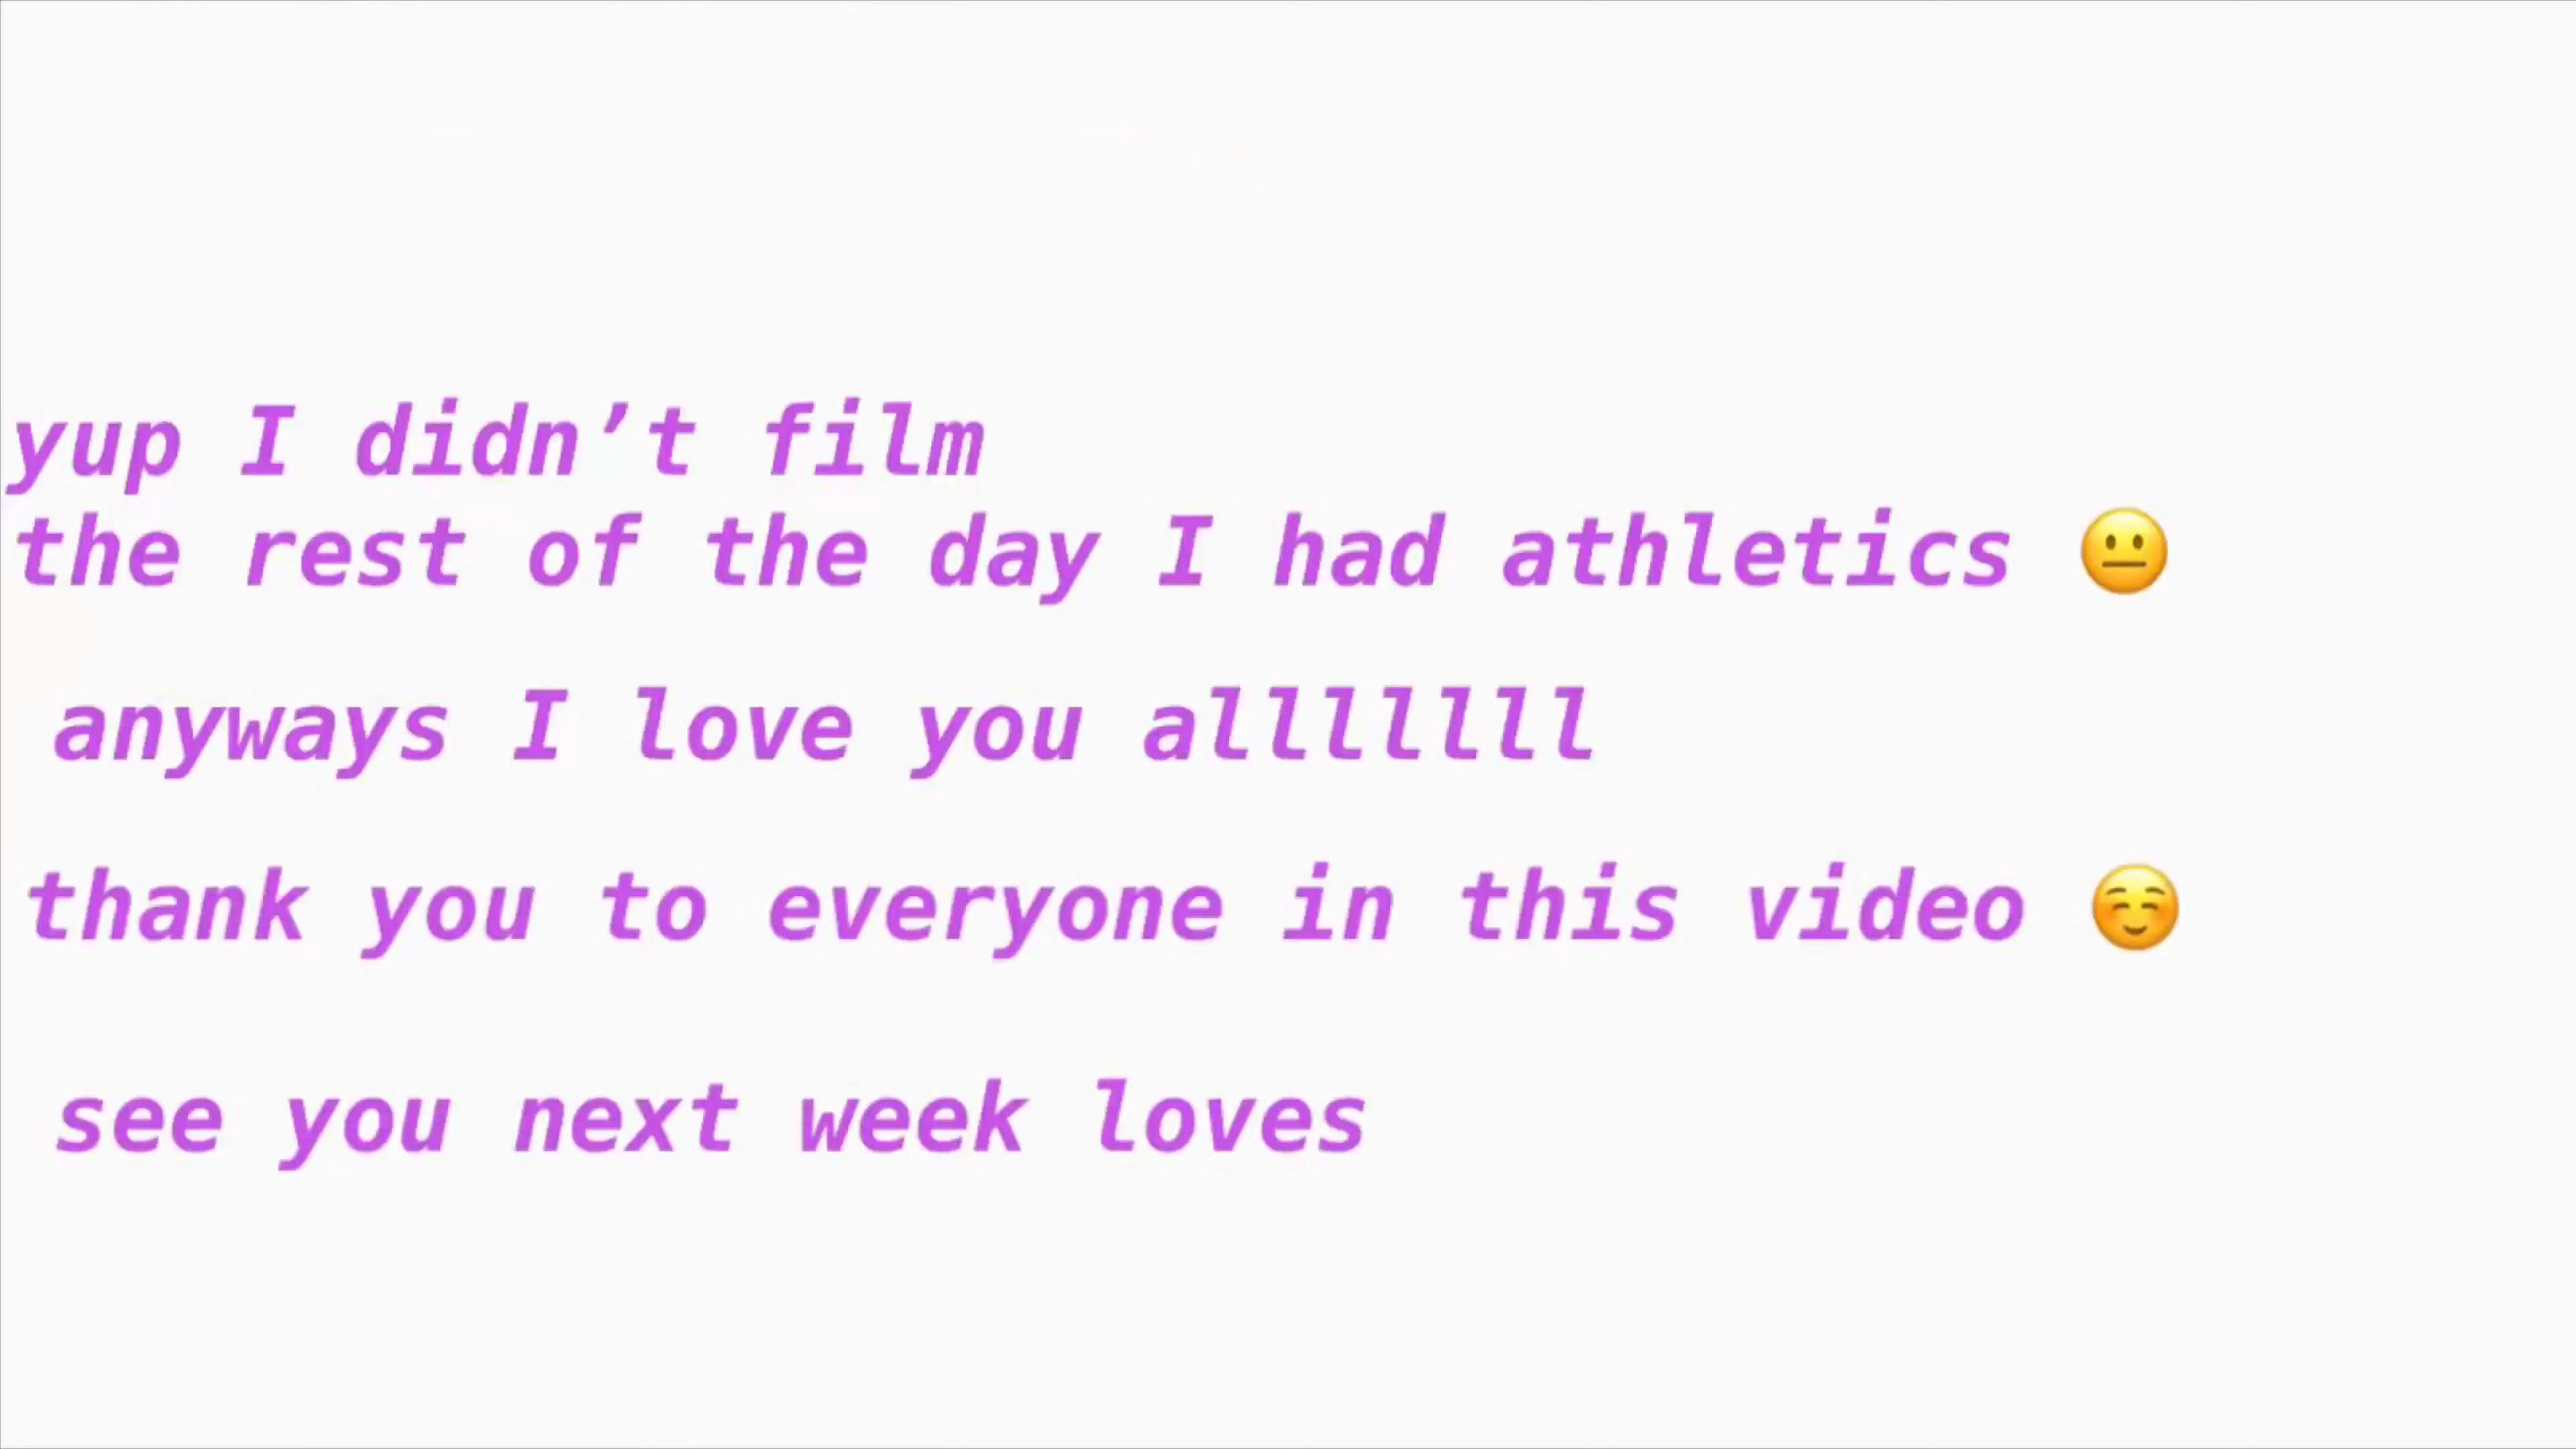 yup I didn’t film
the rest of the day I had athletics 😐
anyways I love you alllllll
thank you to everyone in this video ☺️
see you next week loves